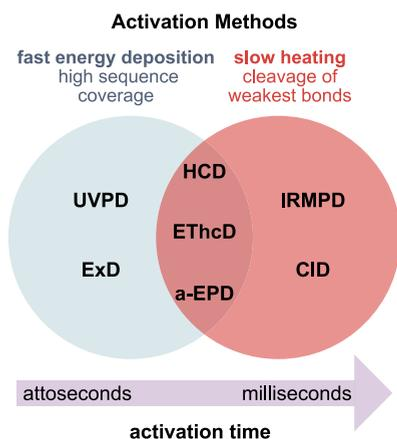 Activation Methods
fast energy deposition
high sequence
coverage
slow heating
cleavage of
weakest bonds
HCD
UVPD
IRMPD
EThcD
ExD
CID
a-EPD
attoseconds
milliseconds
activation time